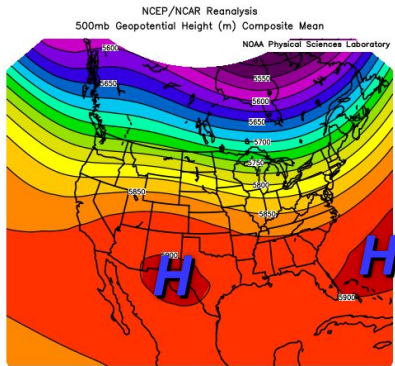 NCEP/NCAR Reanalysis
500mb Geopotential Height (m) Composite Mean
NOAA Physical Sciences Laboratory
5600
5550
5650
5600
5650
5700
5750
5800
5850
5850
5900
H
H
5900